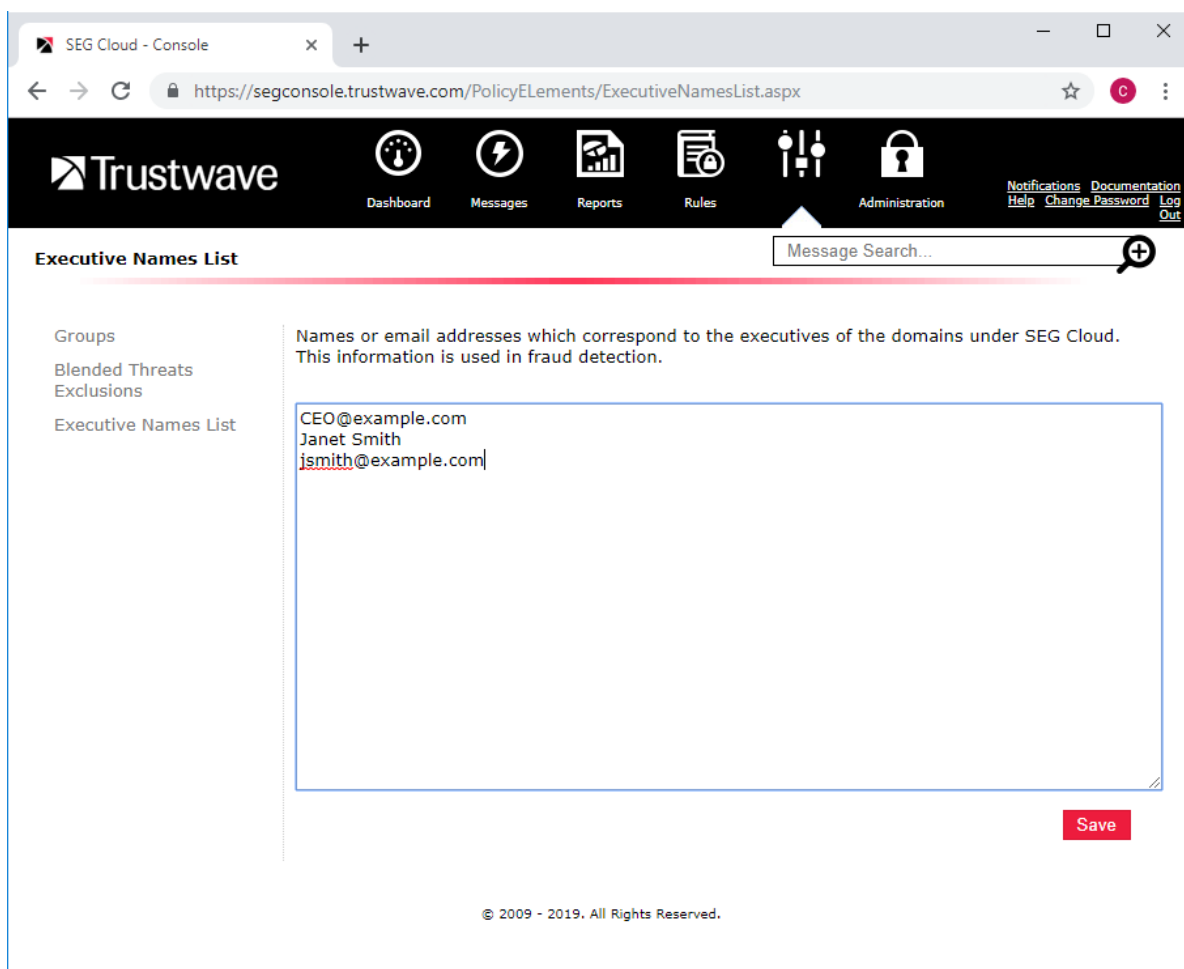 SEG Cloud - Console
https://segconsole.trustwave.com/PolicyELements/ExecutiveNamesList.aspx
C
Trustwave
Dashboard
Messages
Reports
Rules
Administration
Notifications Documentation
Help Change Password Log
Out
Executive Names List
Message Search...
Groups
Blended Threats
Exclusions
Executive Names List
Names or email addresses which correspond to the executives of the domains under SEG Cloud.
This information is used in fraud detection.
CEO@example.com
Janet Smith
jsmith@example.com
Save
© 2009 - 2019. All Rights Reserved.